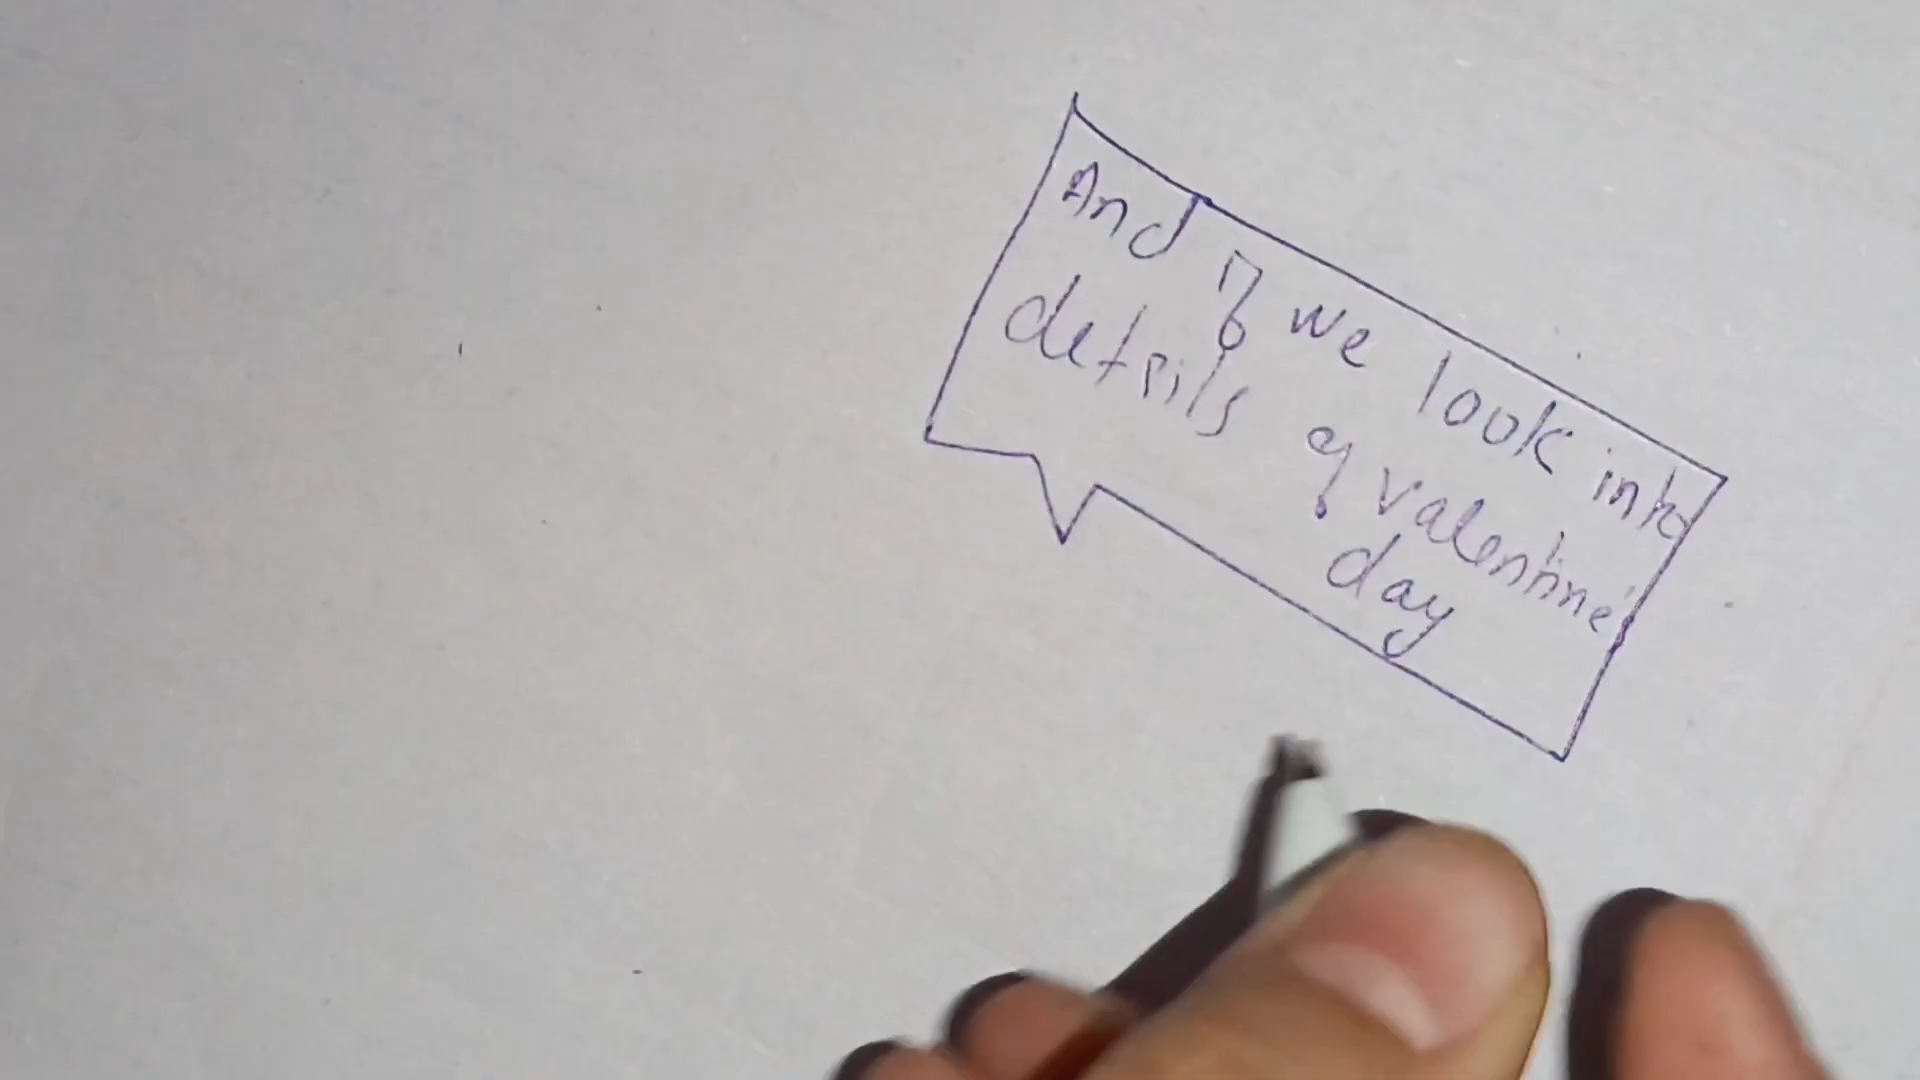 And if we look into
details of valentine's
day